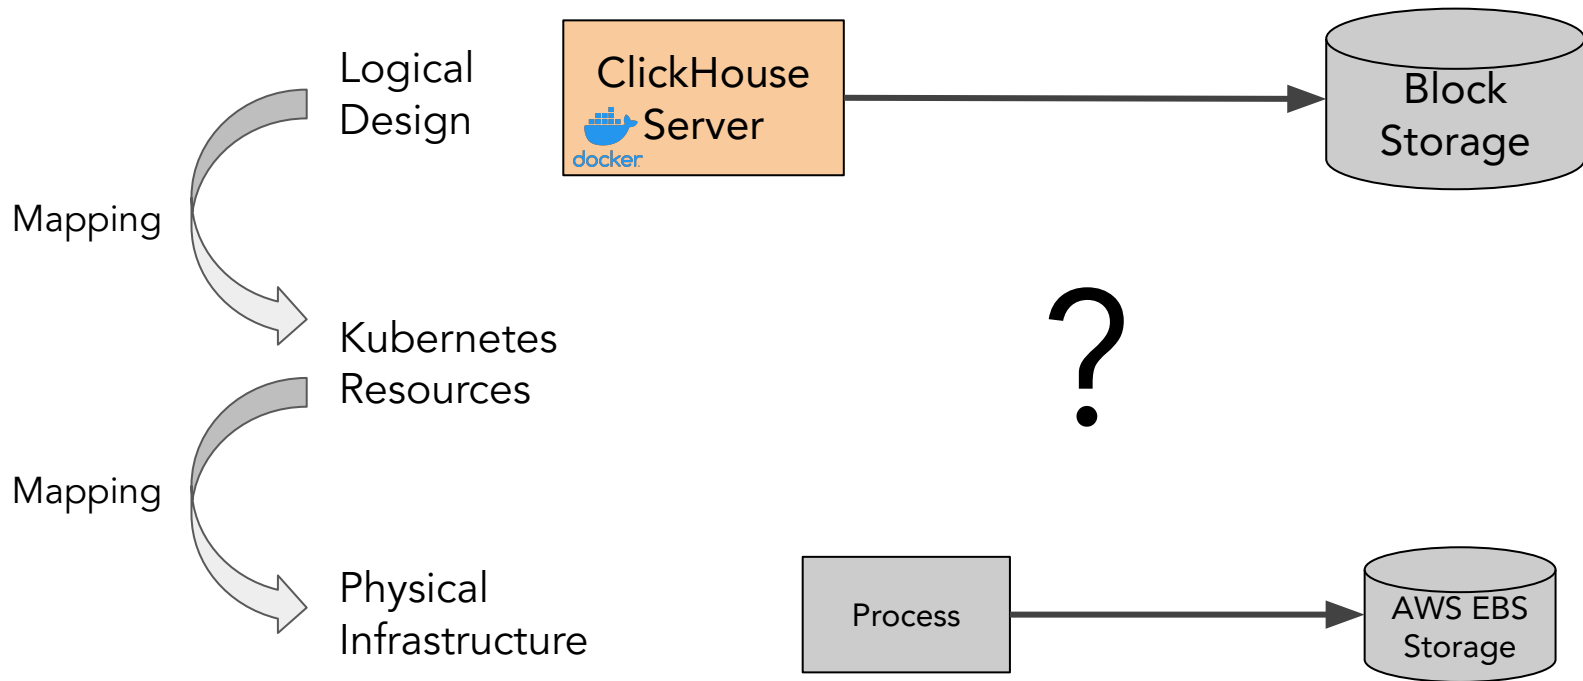 Logical
Design
ClickHouse
Server
docker
Block
Storage
Mapping
Kubernetes
Resources
?
Mapping
Physical
Infrastructure
Process
AWS EBS
Storage